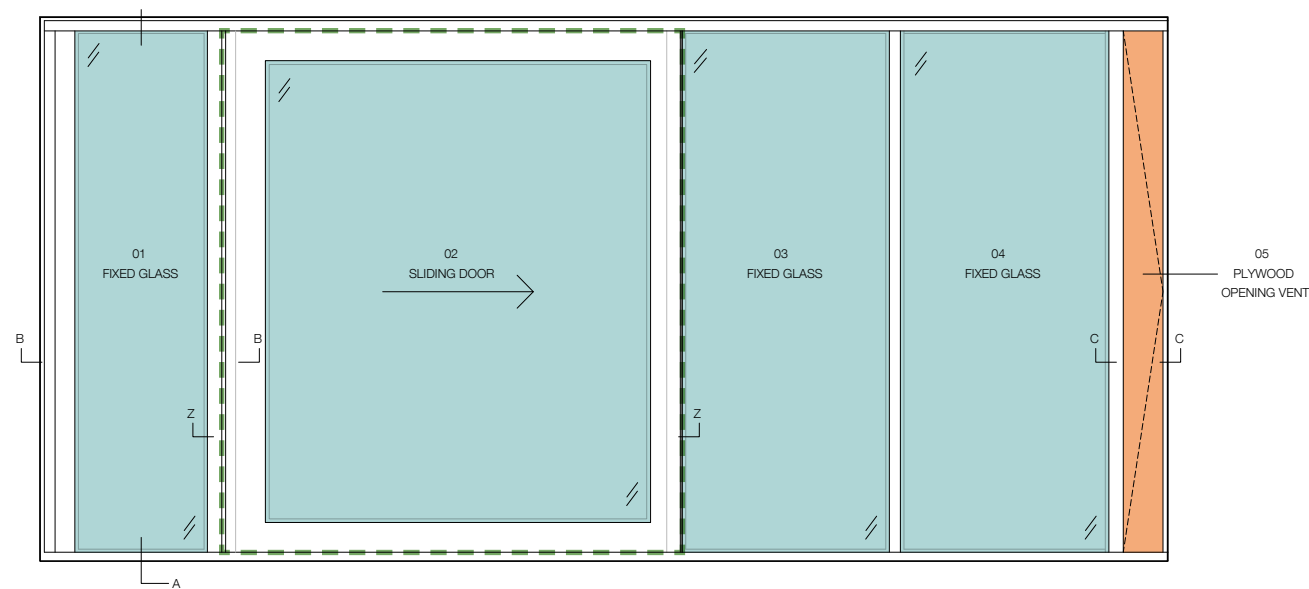 01
FIXED GLASS
02
SLIDING DOOR
03
FIXED GLASS
04
FIXED GLASS
05
PLYWOOD
OPENING VENT
B
B
C
C
Z
Z
A